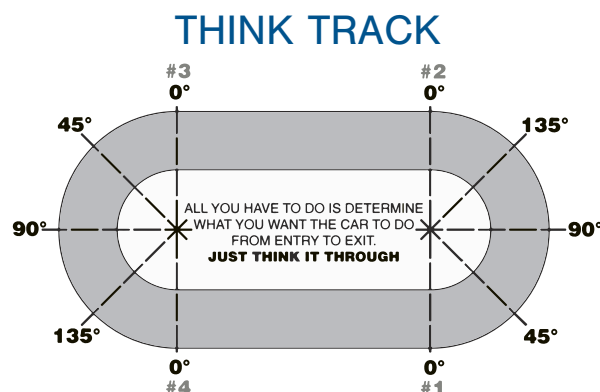 THINK TRACK
#3 #2
0° 0°
45° 135°
ALL YOU HAVE TO DO IS DETERMINE
WHAT YOU WANT THE CAR TO DO
90° 90°
FROM ENTRY TO EXIT.
JUST THINK IT THROUGH
135° 45°
0° 0°
#4 #1